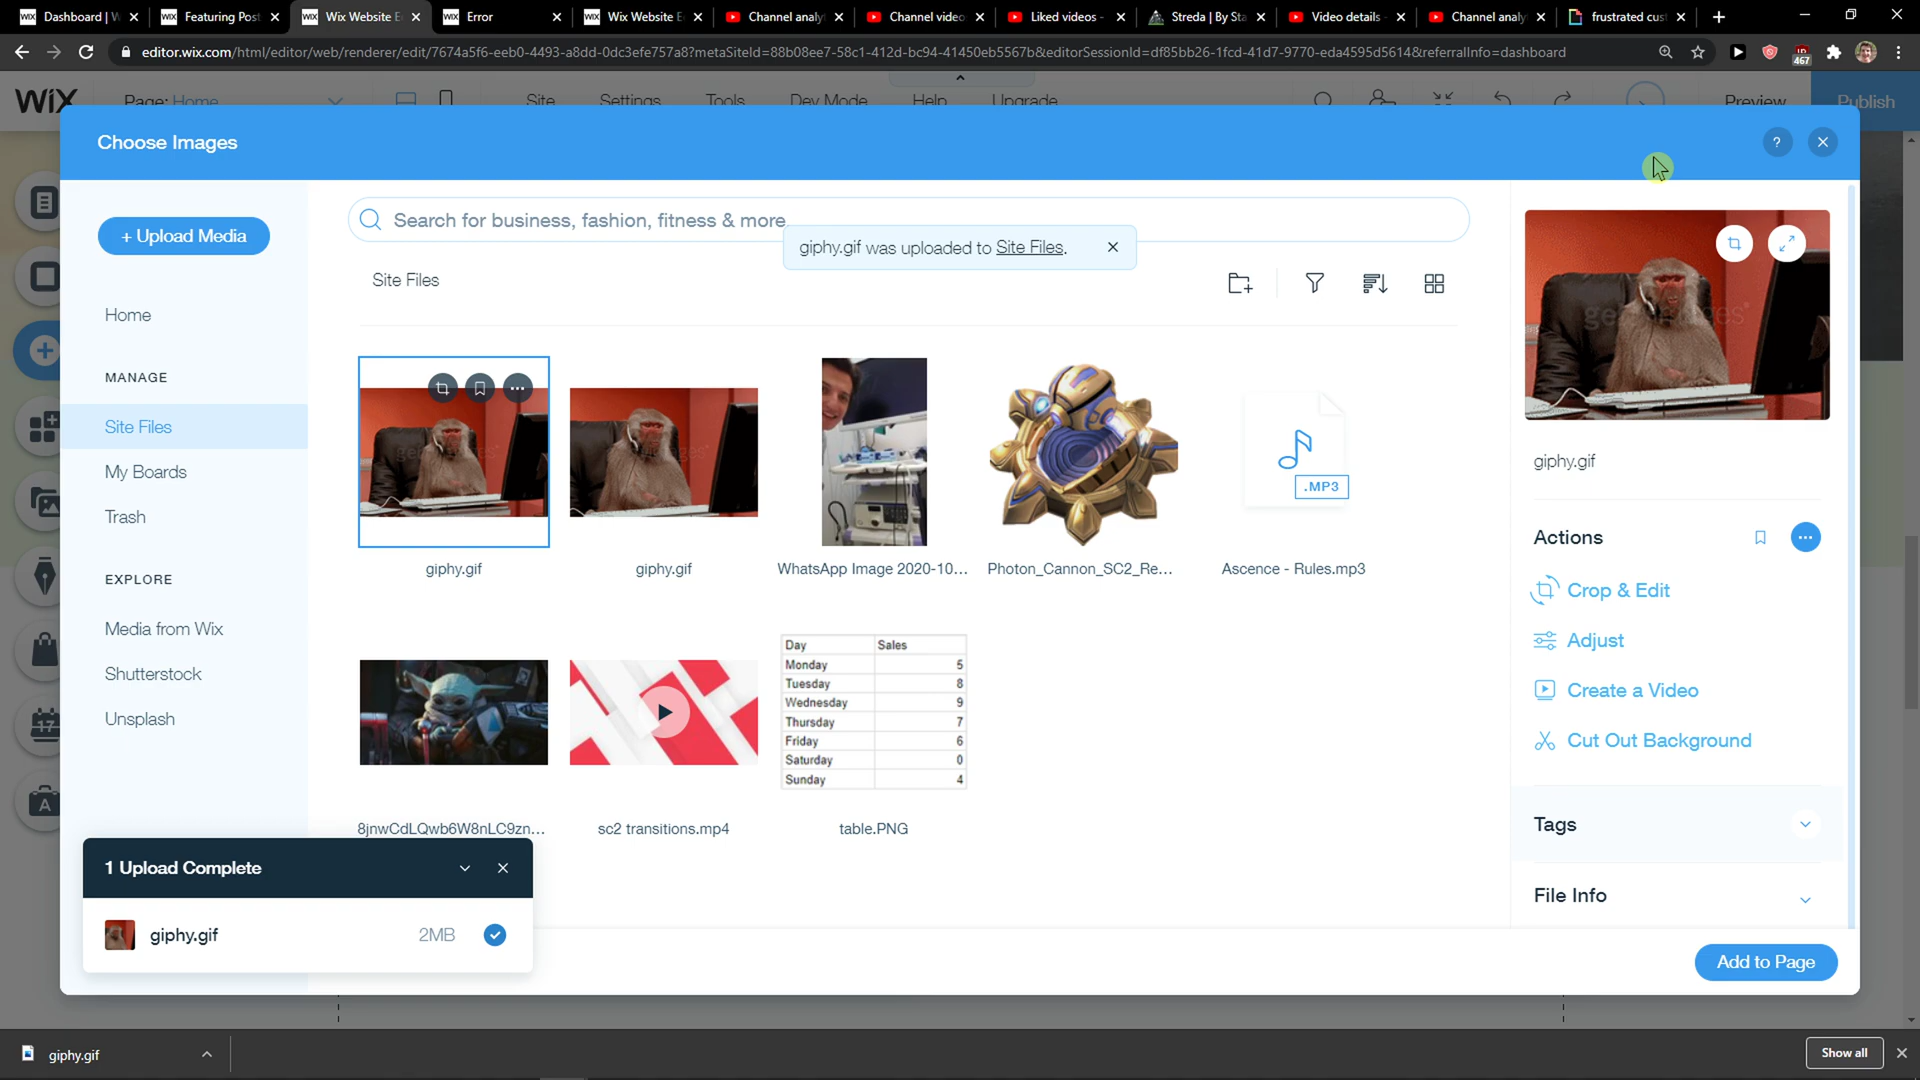 Dashboard | W
Featuring Post
Wix Website E
Error
Wix Website E
Channel analy
Channel video
Liked videos -
Streda | By Sta
Video details
Channel analy
frustrated cus
editor.wix.com/html/editor/web/renderer/edit/7674a5f6-eeb0-4493-a8dd-0dc3efe757a8?metaSiteId=88b08ee7-58c1-412d-bc94-41450eb5567b&editorSessionId=df85bb26-1fcd-41d7-9770-eda4595d5614&referralInfo=dashboard
467
WiX
Page: Home
Site
Settings
Tools
Dev Mode
Help
Upgrade
Preview
Publish
Choose Images
?
+ Upload Media
Search for business, fashion, fitness & more
giphy.gif was uploaded to Site Files.
Site Files
Home
MANAGE
Site Files
My Boards
Trash
EXPLORE
Media from Wix
Shutterstock
Unsplash
giphy.gif
giphy.gif
WhatsApp Image 2020-10...
Photon_Cannon_SC2_Re...
.MP3
Ascence - Rules.mp3
Day Sales
Monday 5
Tuesday 8
Wednesday 9
Thursday 7
Friday 6
Saturday 0
Sunday 4
8jnwCdLQwb6W8nLC9zn...
sc2 transitions.mp4
table.PNG
giphy.gif
Actions
Crop & Edit
Adjust
Create a Video
Cut Out Background
Tags
File Info
Add to Page
17
A
1 Upload Complete
giphy.gif
2MB
giphy.gif
Show all